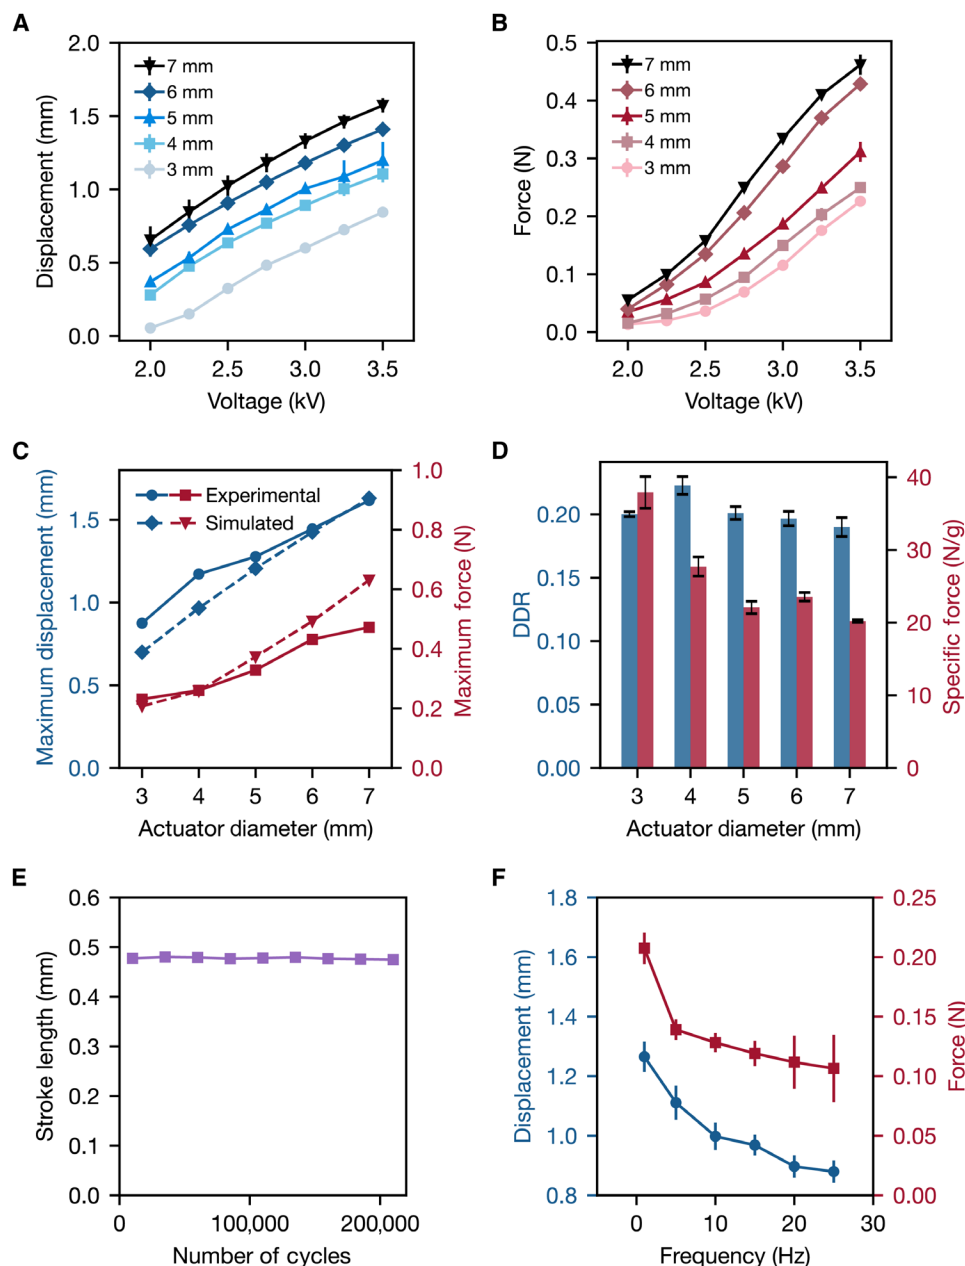 A
Displacement (mm)
2.0
1.5
1.0
0.5
0.0
7 mm
6 mm
5 mm
4 mm
3 mm
2.0 2.5 3.0 3.5
Voltage (kV)
B
Force (N)
0.5
0.4
0.3
0.2
0.1
0.0
7 mm
6 mm
5 mm
4 mm
3 mm
2.0 2.5 3.0 3.5
Voltage (kV)
C
Maximum displacement (mm)
1.5
1.0
0.5
0.0
Experimental
Simulated
1.0
0.8
0.6
0.4
0.2
0.0
Maximum force (N)
3 4 5 6 7
Actuator diameter (mm)
D
DDR
0.20
0.15
0.10
0.05
0.00
40
30
20
10
0
Specific force (N/g)
3 4 5 6 7
Actuator diameter (mm)
E
Stroke length (mm)
0.6
0.5
0.4
0.3
0.2
0.1
0.0
0 100,000 200,000
Number of cycles
F
Displacement (mm)
1.8
1.6
1.4
1.2
1.0
0.8
0.25
0.20
0.15
0.10
0.05
0.00
Force (N)
0 10 20 30
Frequency (Hz)